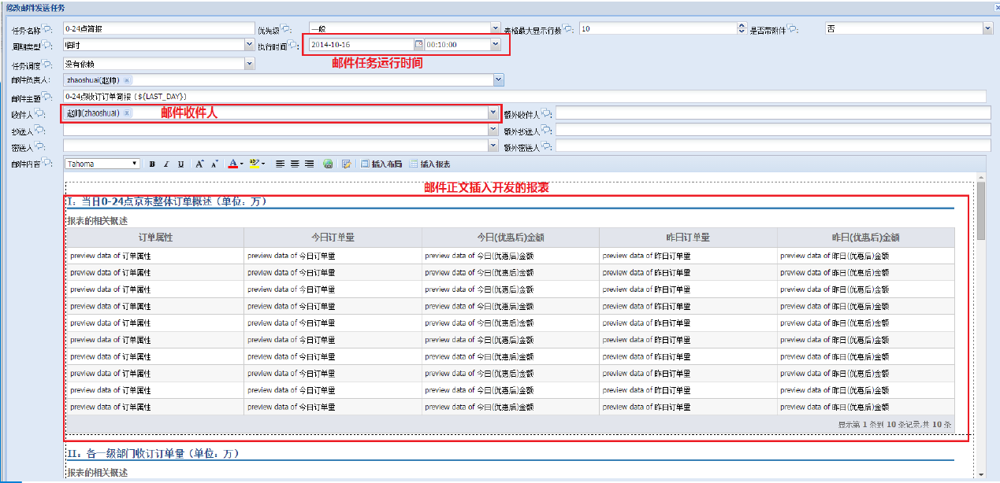 修改邮件发送任务
任务名称: 0-24点简报 优先级: 一般 表格最大显示行数: 10 是否带附件: 否
周期类型: 临时 执行时间: 2014-10-16 00:10:00
任务调度: 没有依赖 邮件任务运行时间
邮件负责人: zhaoshuai(赵帅)
邮件主题: 0-24点收订订单简报（${LAST_DAY}）
收件人: 赵帅(zhaoshuai) 邮件收件人 额外收件人:
抄送人: 额外抄送人:
密送人: 额外密送人:
邮件内容: Tahoma B I U A A A ab 插入布局 插入报表
邮件正文插入开发的报表
I：当日0-24点京东整体订单概述（单位：万）
报表的相关概述
订单属性 今日订单量 今日(优惠后)金额 昨日订单量 昨日(优惠后)金额
preview data of 订单属性 preview data of 今日订单量 preview data of 今日(优惠后)金额 preview data of 昨日订单量 preview data of 昨日(优惠后)金额
preview data of 订单属性 preview data of 今日订单量 preview data of 今日(优惠后)金额 preview data of 昨日订单量 preview data of 昨日(优惠后)金额
preview data of 订单属性 preview data of 今日订单量 preview data of 今日(优惠后)金额 preview data of 昨日订单量 preview data of 昨日(优惠后)金额
preview data of 订单属性 preview data of 今日订单量 preview data of 今日(优惠后)金额 preview data of 昨日订单量 preview data of 昨日(优惠后)金额
preview data of 订单属性 preview data of 今日订单量 preview data of 今日(优惠后)金额 preview data of 昨日订单量 preview data of 昨日(优惠后)金额
preview data of 订单属性 preview data of 今日订单量 preview data of 今日(优惠后)金额 preview data of 昨日订单量 preview data of 昨日(优惠后)金额
preview data of 订单属性 preview data of 今日订单量 preview data of 今日(优惠后)金额 preview data of 昨日订单量 preview data of 昨日(优惠后)金额
preview data of 订单属性 preview data of 今日订单量 preview data of 今日(优惠后)金额 preview data of 昨日订单量 preview data of 昨日(优惠后)金额
preview data of 订单属性 preview data of 今日订单量 preview data of 今日(优惠后)金额 preview data of 昨日订单量 preview data of 昨日(优惠后)金额
preview data of 订单属性 preview data of 今日订单量 preview data of 今日(优惠后)金额 preview data of 昨日订单量 preview data of 昨日(优惠后)金额
显示第 1 条到 10 条记录,共 10 条
II：各一级部门收订订单量（单位：万）
报表的相关概述